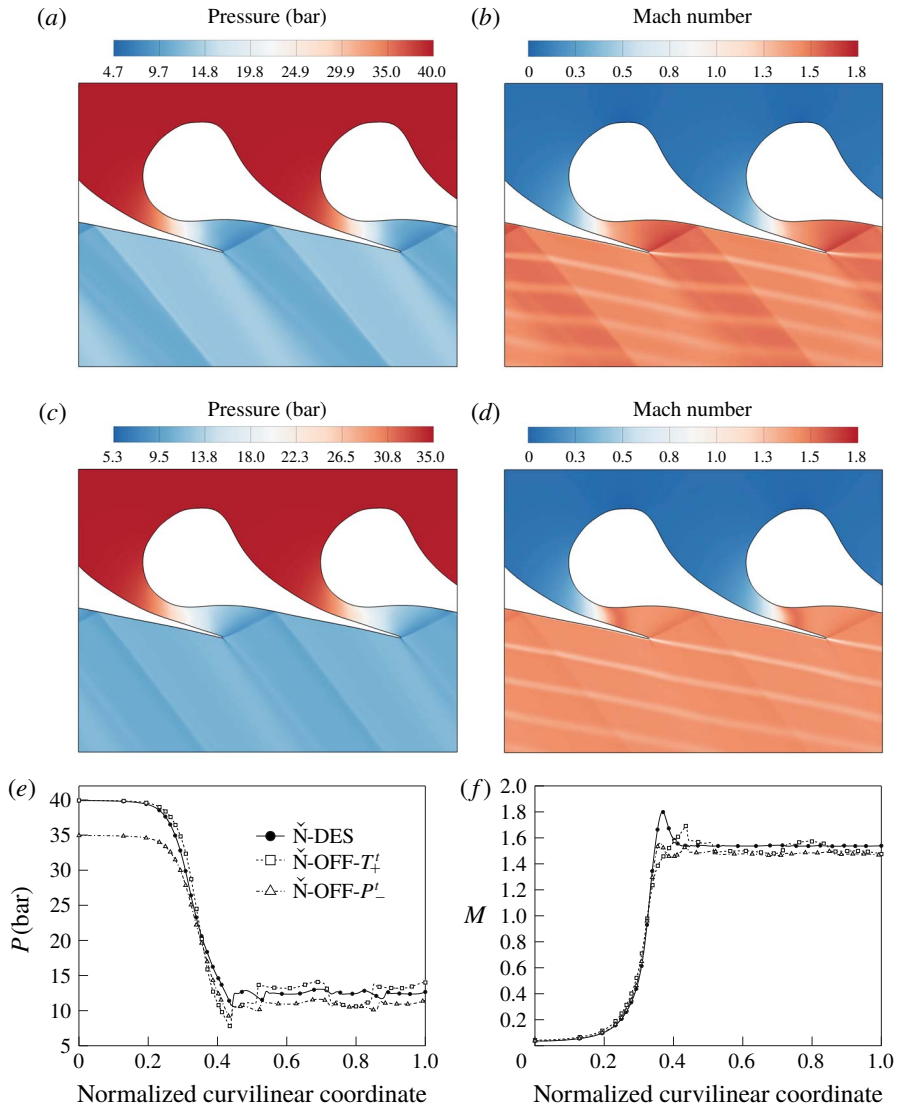 (a) Pressure (bar)
4.7 9.7 14.8 19.8 24.9 29.9 35.0 40.0
(b) Mach number
0 0.3 0.5 0.8 1.0 1.3 1.5 1.8
(c) Pressure (bar)
5.3 9.5 13.8 18.0 22.3 26.5 30.8 35.0
(d) Mach number
0 0.3 0.5 0.8 1.0 1.3 1.5 1.8
(e)
40
35
30
25
20
15
10
5
P (bar)
Ň-DES
Ň-OFF-T₊ᵗ
Ň-OFF-P₋ᵗ
0 0.2 0.4 0.6 0.8 1.0
Normalized curvilinear coordinate
(f)
2.0
1.8
1.6
1.4
1.2
1.0
0.8
0.6
0.4
0.2
M
0 0.2 0.4 0.6 0.8 1.0
Normalized curvilinear coordinate